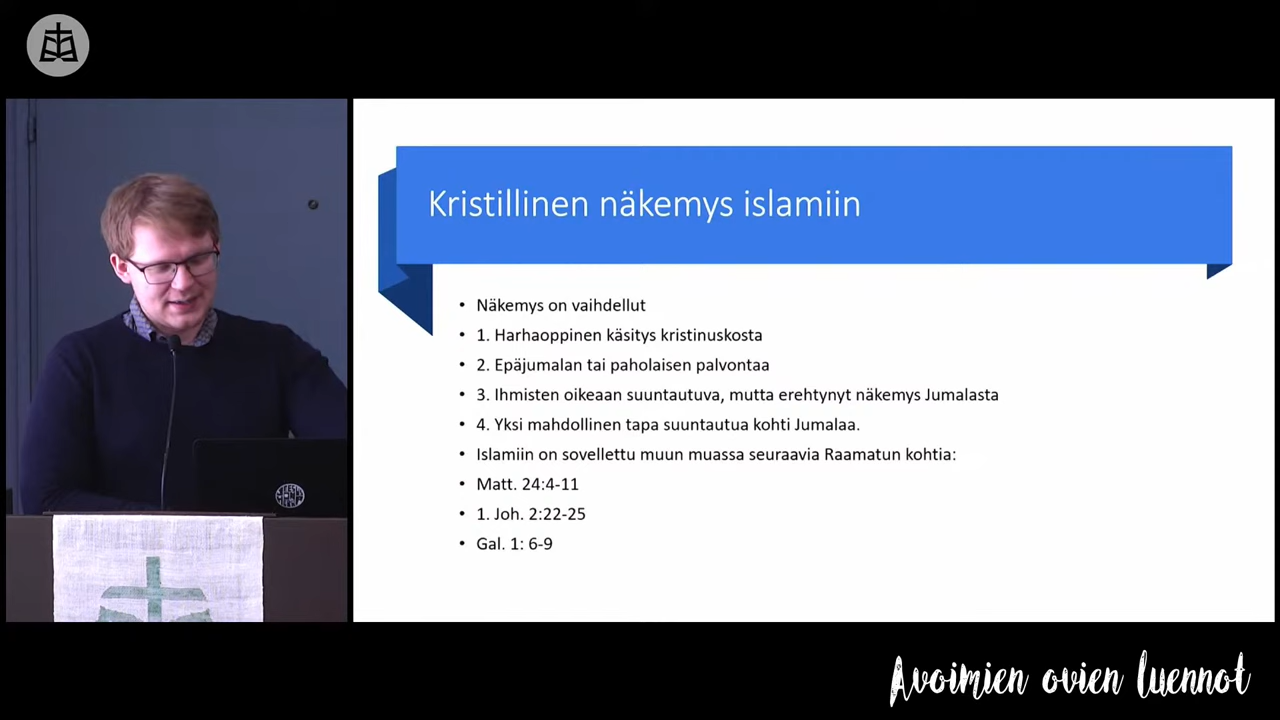 Kristillinen näkemys islamiin
• Näkemys on vaihdellut
• 1. Harhaoppinen käsitys kristinuskosta
• 2. Epäjumalan tai paholaisen palvontaa
• 3. Ihmisten oikeaan suuntautuva, mutta erehtynyt näkemys Jumalasta
• 4. Yksi mahdollinen tapa suuntautua kohti Jumalaa.
• Islamiin on sovellettu muun muassa seuraavia Raamatun kohtia:
• Matt. 24:4-11
• 1. Joh. 2:22-25
• Gal. 1: 6-9
Avoimien ovien luennot